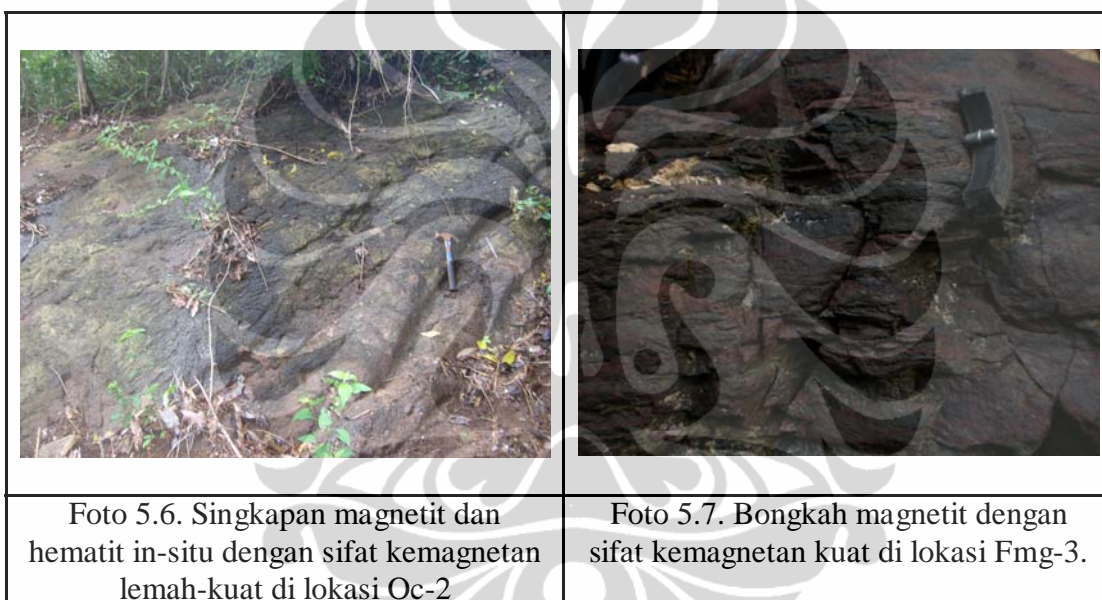 Foto 5.6. Singkapan magnetit dan
hematit in-situ dengan sifat kemagnetan
lemah-kuat di lokasi Oc-2
Foto 5.7. Bongkah magnetit dengan
sifat kemagnetan kuat di lokasi Fmg-3.